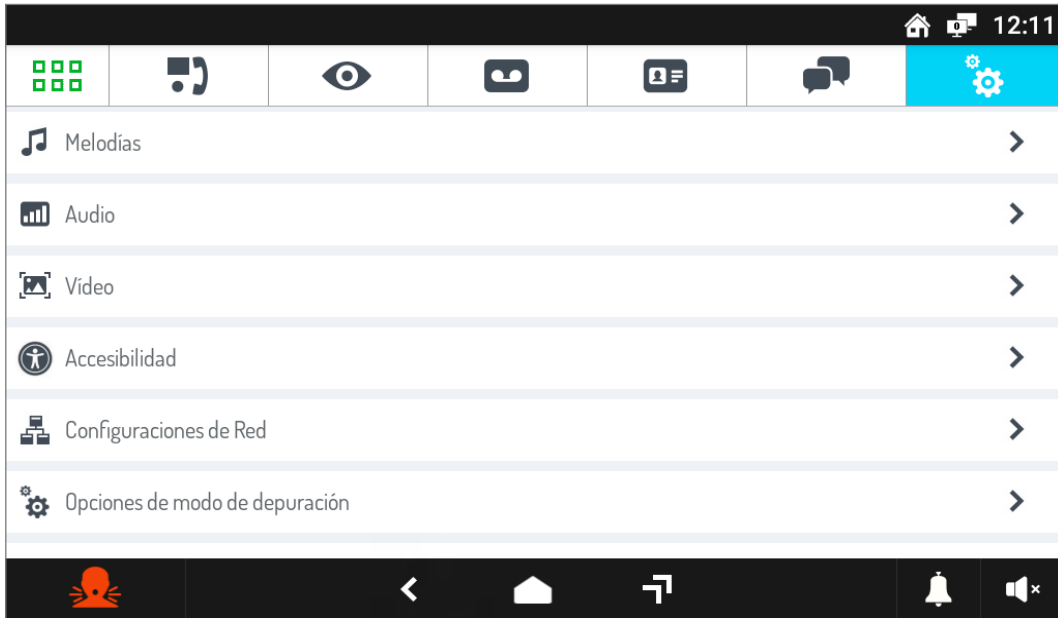 12:11
Melodías
Audio
Vídeo
Accesibilidad
Configuraciones de Red
Opciones de modo de depuración